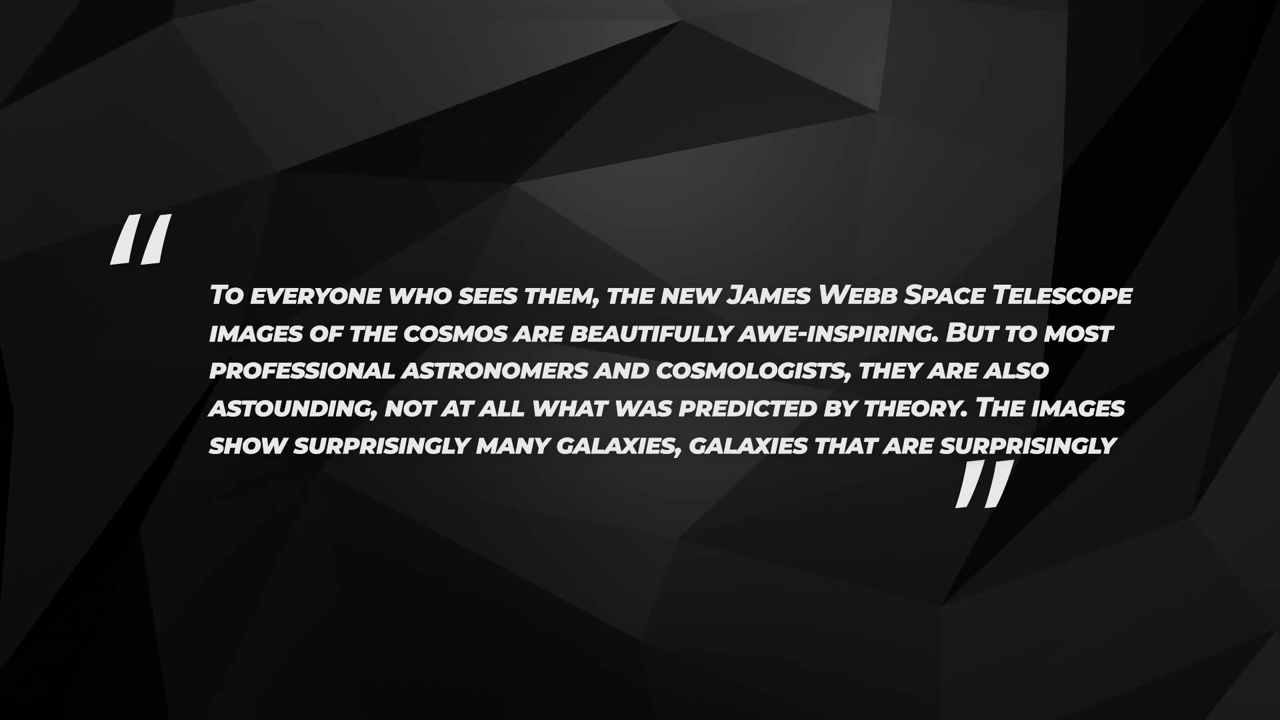 “
To everyone who sees them, the new James Webb Space Telescope
images of the cosmos are beautifully awe-inspiring. But to most
professional astronomers and cosmologists, they are also
astounding, not at all what was predicted by theory. The images
show surprisingly many galaxies, galaxies that are surprisingly
”